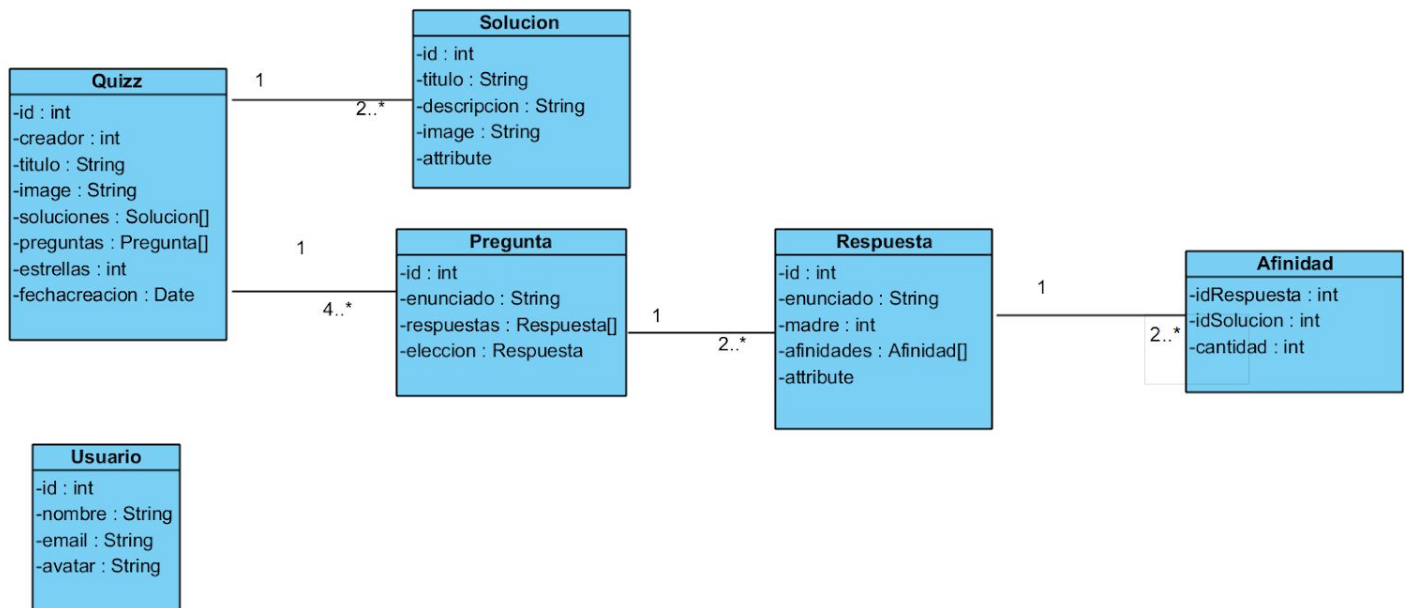 Solucion
-id : int
-titulo : String
-descripcion : String
-image : String
-attribute
Quizz
-id : int
-creador : int
-titulo : String
-image : String
-soluciones : Solucion[]
-preguntas : Pregunta[]
-estrellas : int
-fechacreacion : Date
1
2..*
1
4..*
Pregunta
-id : int
-enunciado : String
-respuestas : Respuesta[]
-eleccion : Respuesta
1
2..*
Respuesta
-id : int
-enunciado : String
-madre : int
-afinidades : Afinidad[]
-attribute
1
2..*
Afinidad
-idRespuesta : int
-idSolucion : int
-cantidad : int
Usuario
-id : int
-nombre : String
-email : String
-avatar : String